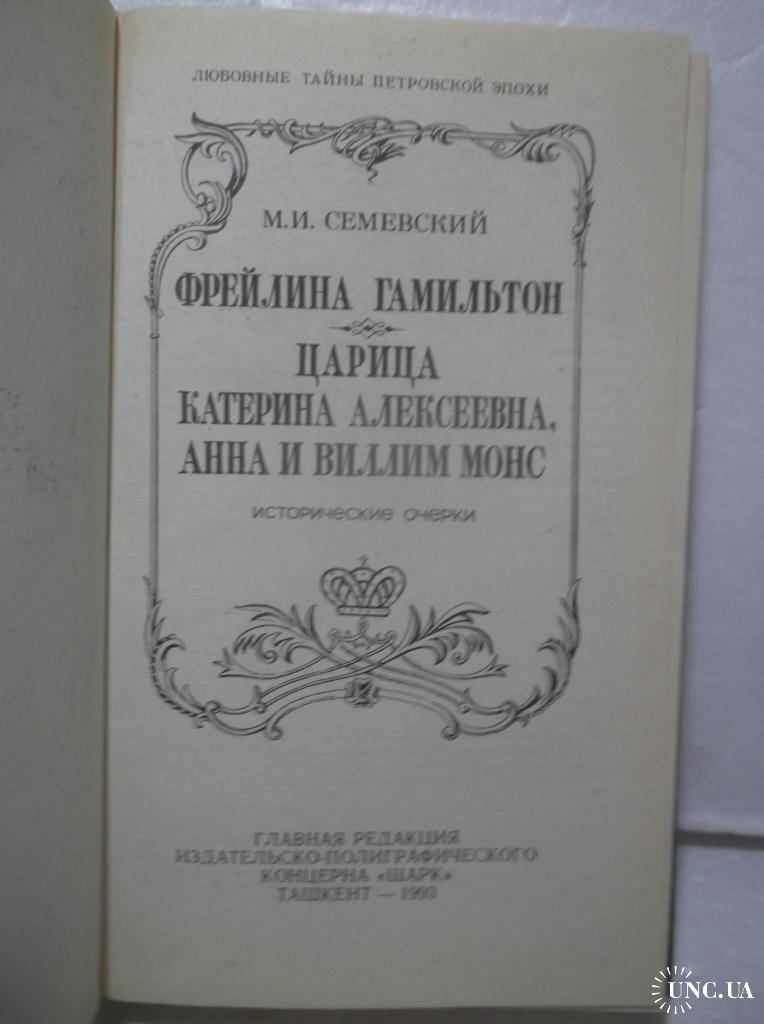 ЛЮБОВНЫЕ ТАЙНЫ ПЕТРОВСКОЙ ЭПОХИ
М.И. СЕМЕВСКИЙ
ФРЕЙЛИНА ГАМИЛЬТОН
ЦАРИЦА
КАТЕРИНА АЛЕКСЕЕВНА,
АННА И ВИЛЛИМ МОНС
ИСТОРИЧЕСКИЕ ОЧЕРКИ
ГЛАВНАЯ РЕДАКЦИЯ
ИЗДАТЕЛЬСКО-ПОЛИГРАФИЧЕСКОГО
КОНЦЕРНА «ШАРК»
ТАШКЕНТ — 1993
UNC.UA